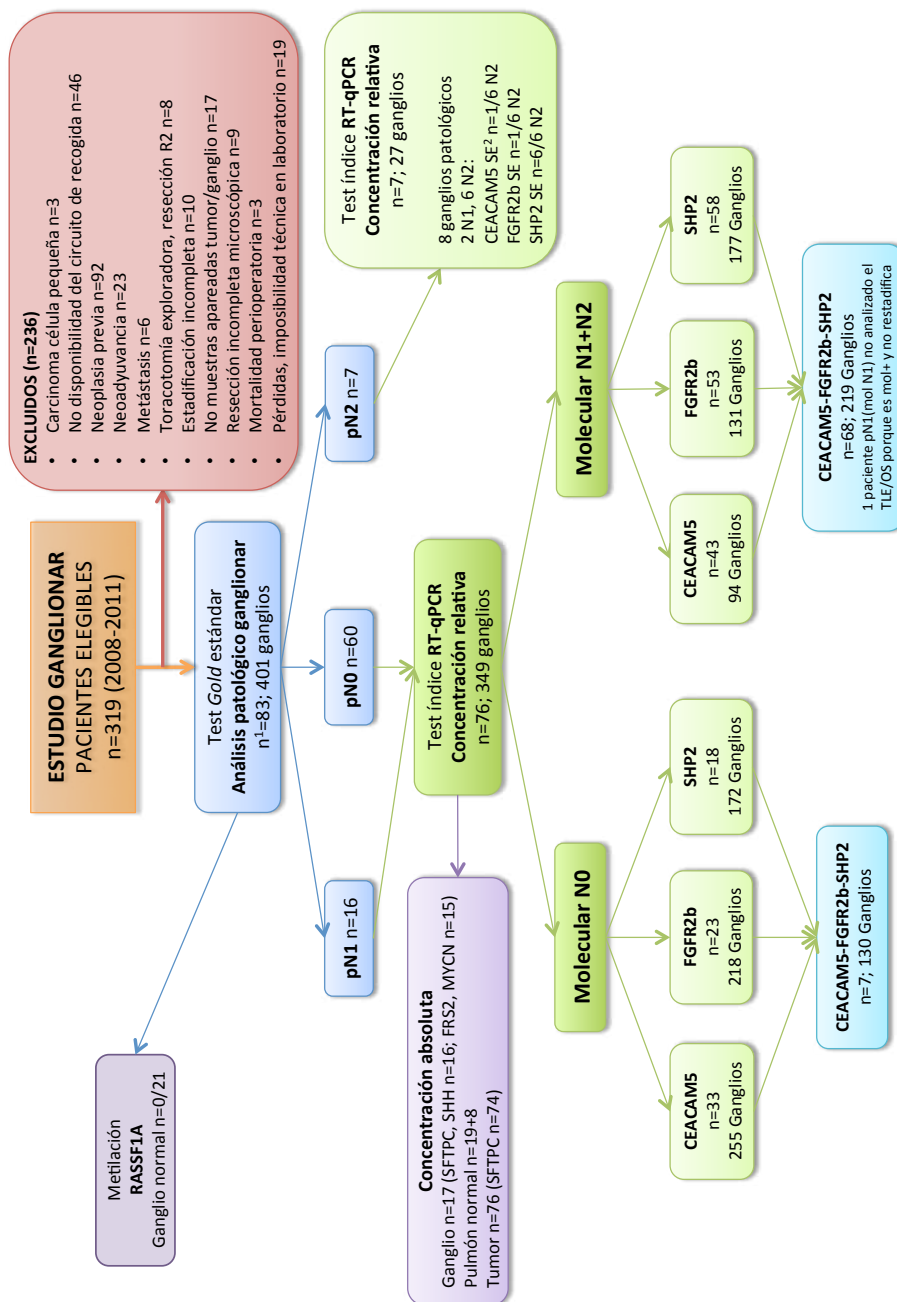 ESTUDIO GANGLIONAR
PACIENTES ELEGIBLES
n=319 (2008-2011)
EXCLUIDOS (n=236)
• Carcinoma célula pequeña n=3
• No disponibilidad del circuito de recogida n=46
• Neoplasia previa n=92
• Neoadyuvancia n=23
• Metástasis n=6
• Toracotomía exploradora, resección R2 n=8
• Estadificación incompleta n=10
• No muestras apareadas tumor/ganglio n=17
• Resección incompleta microscópica n=9
• Mortalidad perioperatoria n=3
• Pérdidas, imposibilidad técnica en laboratorio n=19
Metilación
RASSF1A
Ganglio normal n=0/21
Test Gold estándar
Análisis patológico ganglionar
n¹=83; 401 ganglios
pN1 n=16
pN0 n=60
pN2 n=7
Test índice RT-qPCR
Concentración relativa
n=7; 27 ganglios
8 ganglios patológicos
2 N1, 6 N2:
CEACAM5 SE² n=1/6 N2
FGFR2b SE n=1/6 N2
SHP2 SE n=6/6 N2
Concentración absoluta
Ganglio n=17 (SFTPC, SHH n=16; FRS2, MYCN n=15)
Pulmón normal n=19+8
Tumor n=76 (SFTPC n=74)
Test índice RT-qPCR
Concentración relativa
n=76; 349 ganglios
Molecular N0
Molecular N1+N2
CEACAM5
n=33
255 Ganglios
FGFR2b
n=23
218 Ganglios
SHP2
n=18
172 Ganglios
CEACAM5
n=43
94 Ganglios
FGFR2b
n=53
131 Ganglios
SHP2
n=58
177 Ganglios
CEACAM5-FGFR2b-SHP2
n=7; 130 Ganglios
CEACAM5-FGFR2b-SHP2
n=68; 219 Ganglios
1 paciente pN1(mol N1) no analizado el
TLE/OS porque es mol+ y no restadifica